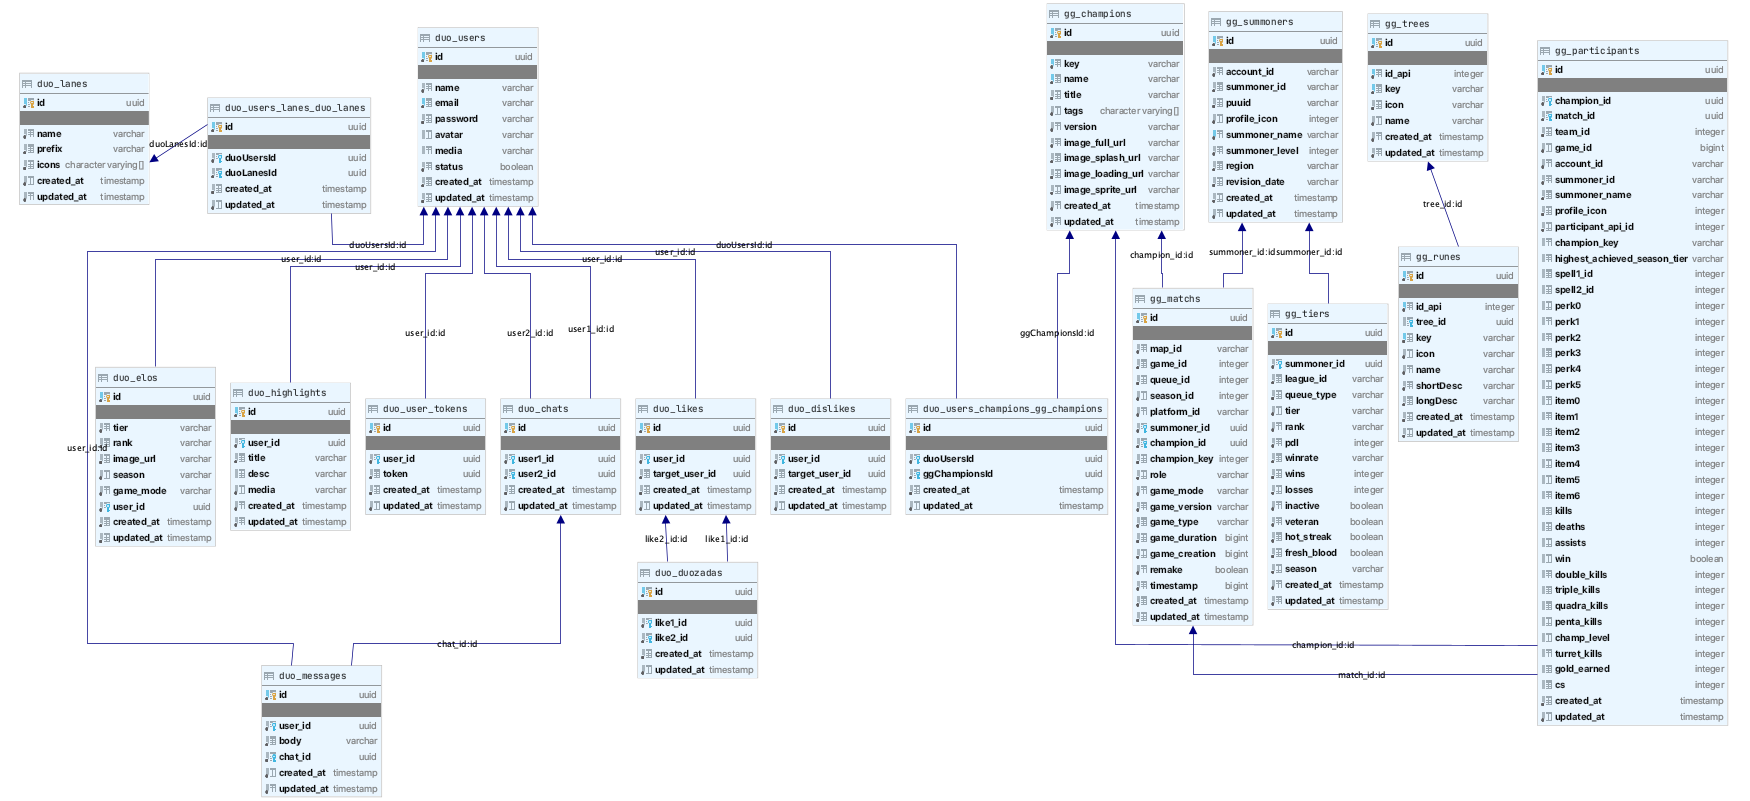 duo_lanes
id uuid
name varchar
prefix varchar
icons character varying[]
created_at timestamp
updated_at timestamp
duoLanesId:id
duo_users_lanes_duo_lanes
id uuid
duoUsersId uuid
duoLanesId uuid
created_at timestamp
updated_at timestamp
duo_users
id uuid
name varchar
email varchar
password varchar
avatar varchar
media varchar
status boolean
created_at timestamp
updated_at timestamp
duoUsersId:id
user_id:id
user_id:id
user_id:id
user_id:id
duoUsersId:id
user_id:id
user2_id:id
user1_id:id
user_id:id
duo_elos
id uuid
tier varchar
rank varchar
image_url varchar
season varchar
game_mode varchar
user_id uuid
created_at timestamp
updated_at timestamp
duo_highlights
id uuid
user_id uuid
title varchar
desc varchar
media varchar
created_at timestamp
updated_at timestamp
duo_user_tokens
id uuid
user_id uuid
token uuid
created_at timestamp
updated_at timestamp
duo_chats
id uuid
user1_id uuid
user2_id uuid
created_at timestamp
updated_at timestamp
duo_likes
id uuid
user_id uuid
target_user_id uuid
created_at timestamp
updated_at timestamp
duo_dislikes
id uuid
user_id uuid
target_user_id uuid
created_at timestamp
updated_at timestamp
duo_users_champions_gg_champions
id uuid
duoUsersId uuid
ggChampionsId uuid
created_at timestamp
updated_at timestamp
like2_id:id
like1_id:id
duo_duozadas
id uuid
like1_id uuid
like2_id uuid
created_at timestamp
updated_at timestamp
chat_id:id
duo_messages
id uuid
user_id uuid
body varchar
chat_id uuid
created_at timestamp
updated_at timestamp
gg_champions
id uuid
key varchar
name varchar
title varchar
tags character varying[]
version varchar
image_full_url varchar
image_splash_url varchar
image_loading_url varchar
image_sprite_url varchar
created_at timestamp
updated_at timestamp
ggChampionsId:id
champion_id:id
gg_summoners
id uuid
account_id varchar
summoner_id varchar
puuid varchar
profile_icon integer
summoner_name varchar
summoner_level integer
region varchar
revision_date varchar
created_at timestamp
updated_at timestamp
summoner_id:id
summoner_id:id
gg_matchs
id uuid
map_id varchar
game_id integer
queue_id integer
season_id integer
platform_id varchar
summoner_id uuid
champion_id uuid
champion_key integer
role varchar
game_mode varchar
game_version varchar
game_type varchar
game_duration bigint
game_creation bigint
remake boolean
timestamp bigint
created_at timestamp
updated_at timestamp
gg_tiers
id uuid
summoner_id uuid
league_id varchar
queue_type varchar
tier varchar
rank varchar
pdl integer
winrate varchar
wins integer
losses integer
inactive boolean
veteran boolean
hot_streak boolean
fresh_blood boolean
season varchar
created_at timestamp
updated_at timestamp
champion_id:id
match_id:id
gg_trees
id uuid
id_api integer
key varchar
icon varchar
name varchar
created_at timestamp
updated_at timestamp
tree_id:id
gg_runes
id uuid
id_api integer
tree_id uuid
key varchar
icon varchar
name varchar
shortDesc varchar
longDesc varchar
created_at timestamp
updated_at timestamp
gg_participants
id uuid
champion_id uuid
match_id uuid
team_id integer
game_id bigint
account_id varchar
summoner_id varchar
summoner_name varchar
profile_icon integer
participant_api_id integer
champion_key varchar
highest_achieved_season_tier varchar
spell1_id integer
spell2_id integer
perk0 integer
perk1 integer
perk2 integer
perk3 integer
perk4 integer
perk5 integer
item0 integer
item1 integer
item2 integer
item3 integer
item4 integer
item5 integer
item6 integer
kills integer
deaths integer
assists integer
win boolean
double_kills integer
triple_kills integer
quadra_kills integer
penta_kills integer
champ_level integer
turret_kills integer
gold_earned integer
cs integer
created_at timestamp
updated_at timestamp